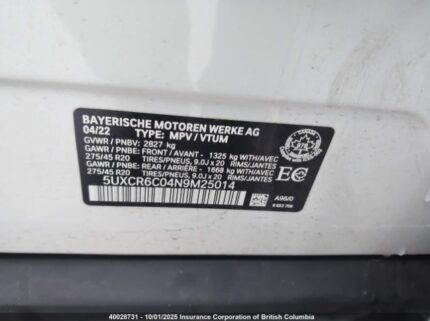 BAYERISCHE MOTOREN WERKE AG
04/22 TYPE: MPV / VTUM
GVWR / PNBV: 2827 kg
GAWR / PNBE: FRONT / AVANT - 1325 kg WITH/AVEC
275/45 R20 TIRES/PNEUS, 9.0J x 20 RIMS/JANTES
GAWR / PNBE: REAR / ARRIÈRE - 1668 kg WITH/AVEC
275/45 R20 TIRES/PNEUS, 9.0J x 20 RIMS/JANTES
5UXCR6C04N9M25014
CANADA
EC
A96/0
40028731 - 10/01/2025 Insurance Corporation of British Columbia